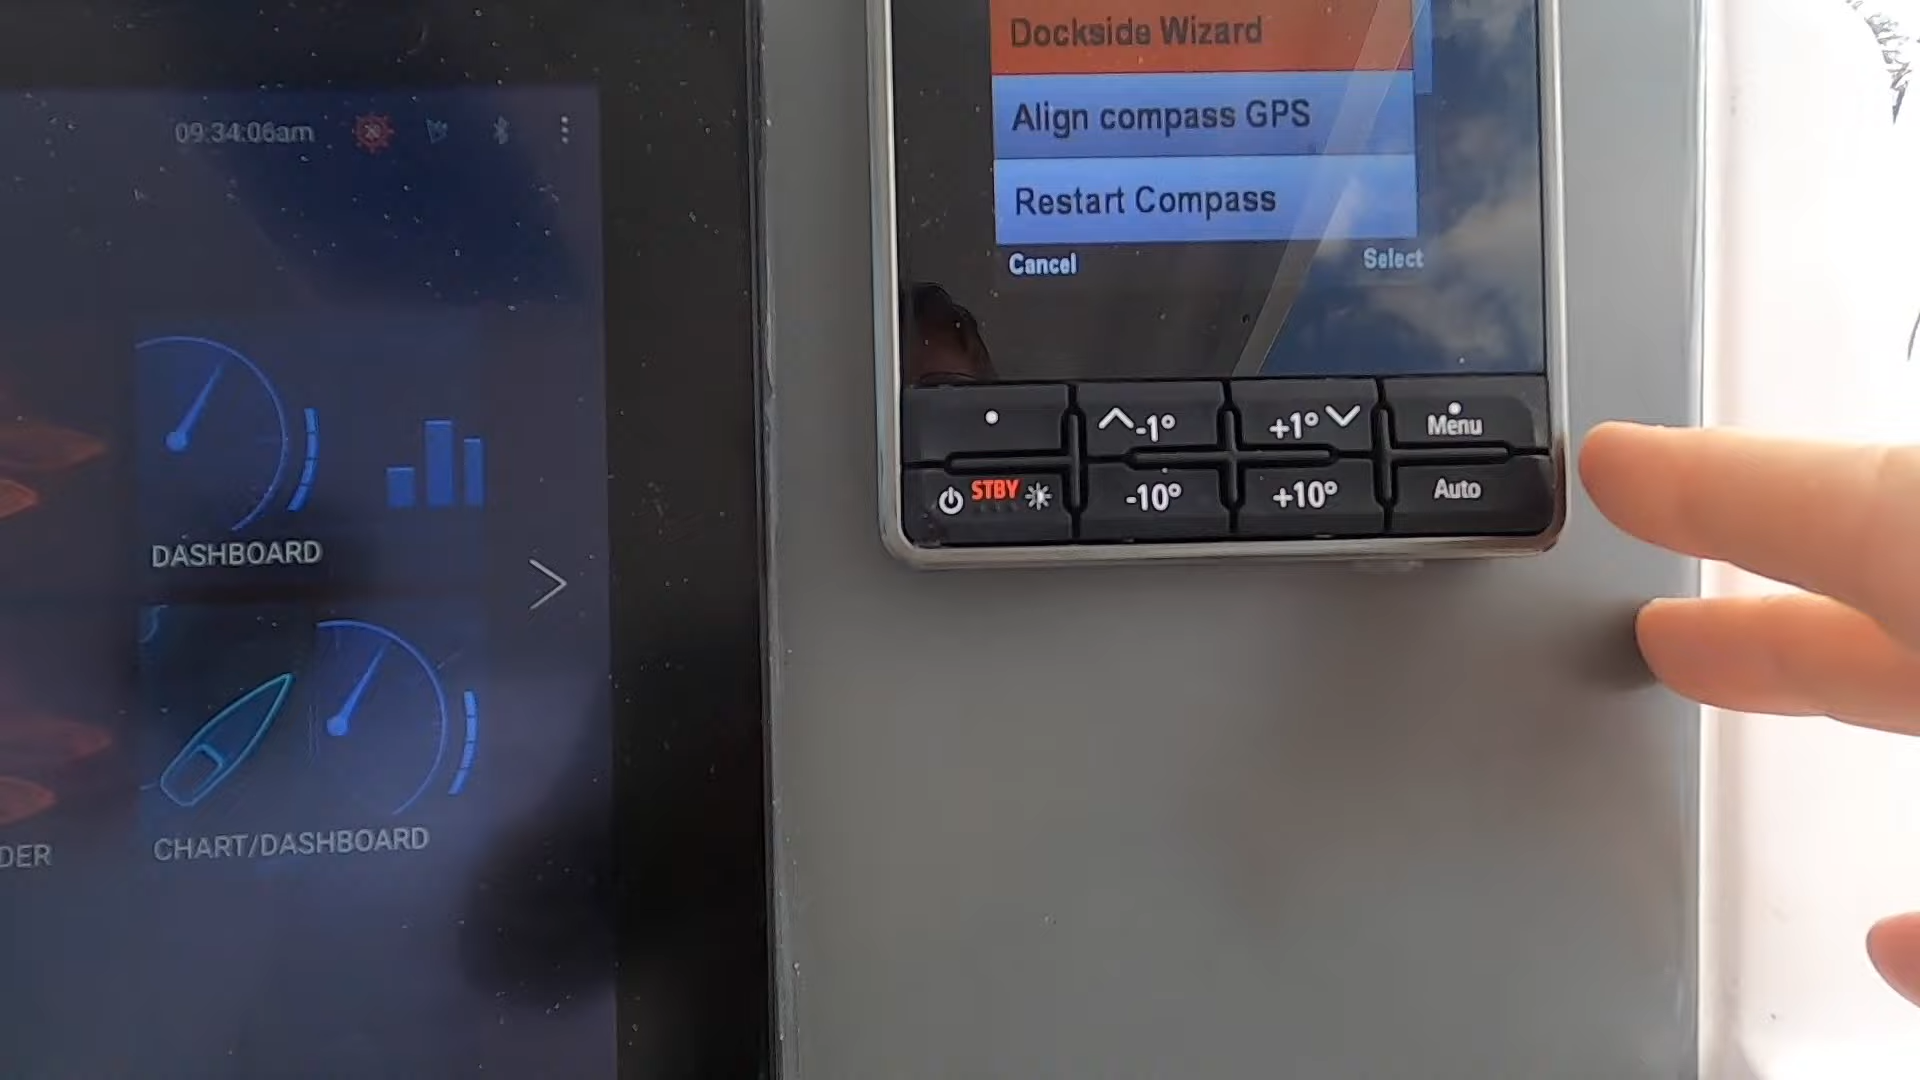 09:34:06am
DASHBOARD
DER
CHART/DASHBOARD
Dockside Wizard
Align compass GPS
Restart Compass
Cancel
Select
-1°
+1°
Menu
STBY
-10°
+10°
Auto